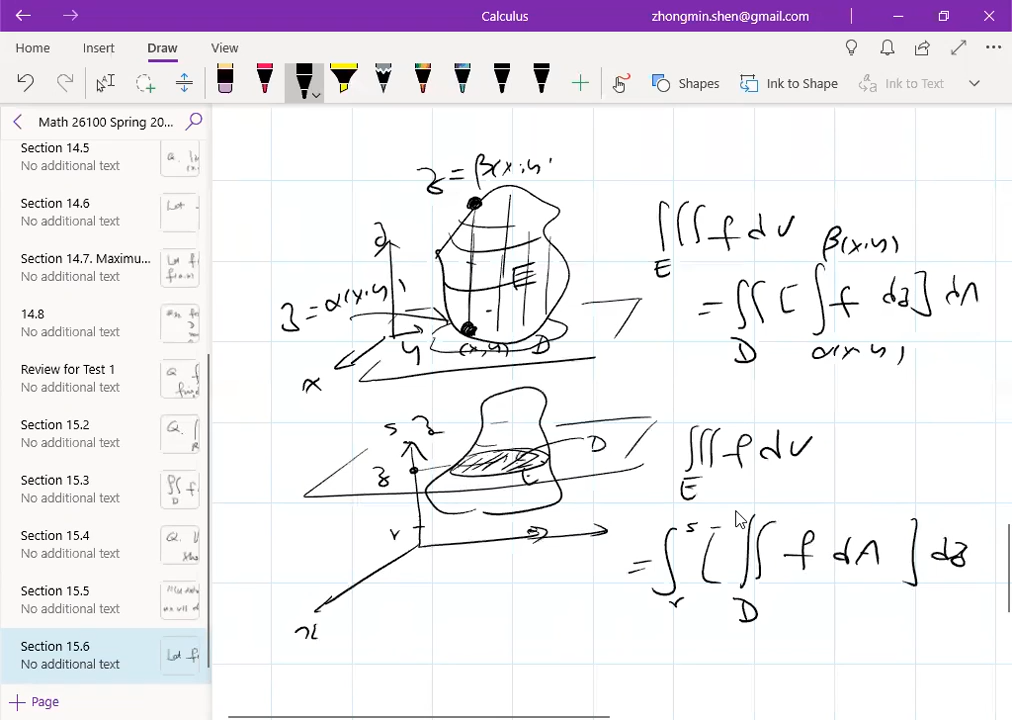 Calculus
zhongmin.shen@gmail.com
Home Insert Draw View
Shapes Ink to Shape Ink to Text
Math 26100 Spring 20...
Section 14.5
No additional text
Section 14.6
No additional text
Section 14.7. Maximu...
No additional text
14.8
No additional text
Review for Test 1
No additional text
Section 15.2
No additional text
Section 15.3
No additional text
Section 15.4
No additional text
Section 15.5
No additional text
Section 15.6
No additional text
Page
z = β(x,y)
z
E
z = α(x,y)
y
(x,y) D
x
∭ f dV
E
β(x,y)
= ∬ [ ∫ f dz ] dA
D α(x,y)
s z
D
z
E
r
x
∭ f dV
E
s
= ∫ [ ∬ f dA ] dz
r D